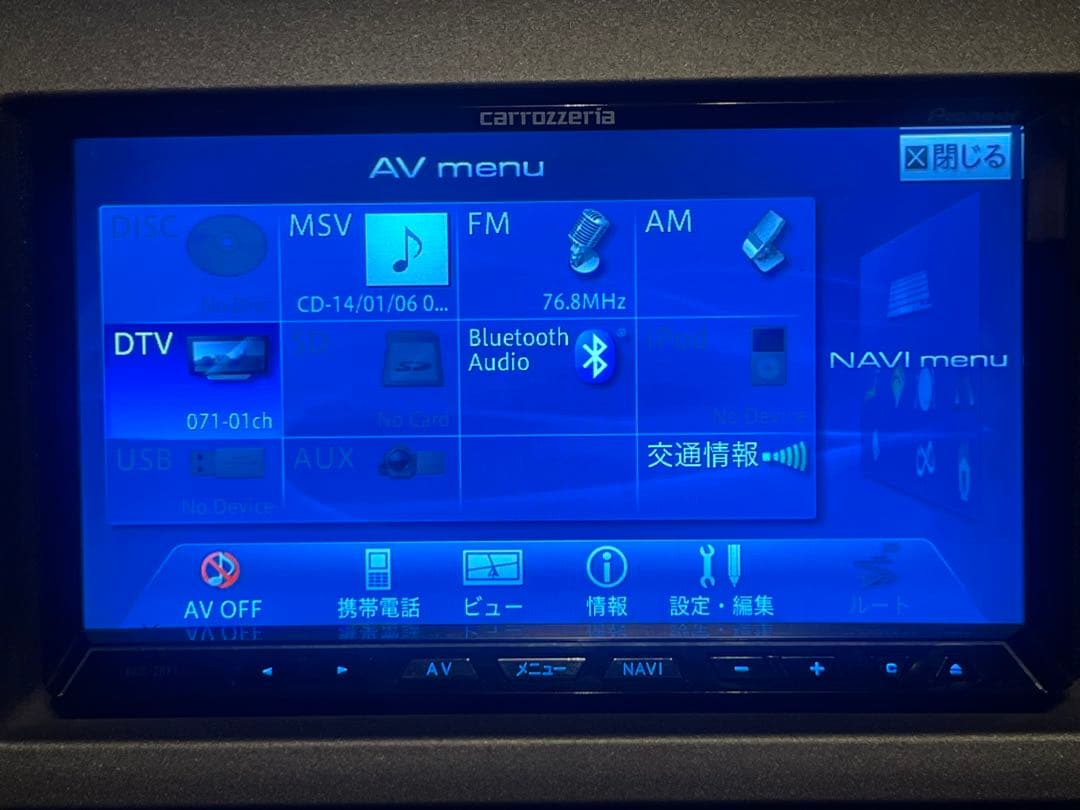 carrozzeria
Pioneer
AV menu
閉じる
DISC
No Disc
MSV
CD-14/01/06 0...
FM
76.8MHz
AM
DTV
071-01ch
SD
No Card
Bluetooth
Audio
iPod
No Device
NAVI menu
USB
No Device
AUX
交通情報
AV OFF
携帯電話
ビュー
情報
設定・編集
ルート
AV
メニュー
NAVI